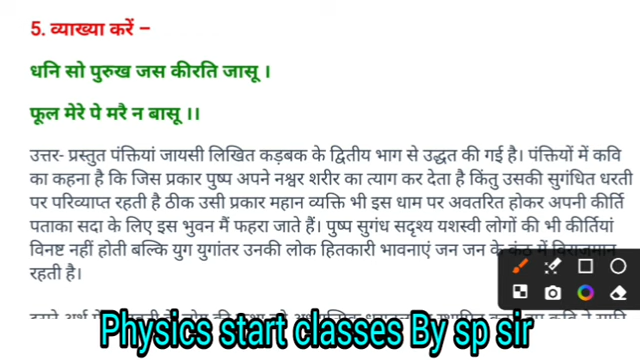 5. व्याख्या करें –
धनि सो पुरुख जस कीरति जासू ।
फूल मेरे पे मरै न बासू ।।
उत्तर- प्रस्तुत पंक्तियां जायसी लिखित कड़बक के द्वितीय भाग से उद्धत की गई है। पंक्तियों में कवि
का कहना है कि जिस प्रकार पुष्प अपने नश्वर शरीर का त्याग कर देता है किंतु उसकी सुगंधित धरती
पर परिव्याप्त रहती है ठीक उसी प्रकार महान व्यक्ति भी इस धाम पर अवतरित होकर अपनी कीर्ति
पताका सदा के लिए इस भुवन मैं फहरा जाते हैं। पुष्प सुगंध सदृश्य यशस्वी लोगों की भी कीर्तियां
विनष्ट नहीं होती बल्कि युग युगांतर उनकी लोक हितकारी भावनाएं जन जन के कंठ में बिराजमान
रहती है।
Physics start classes By sp sir